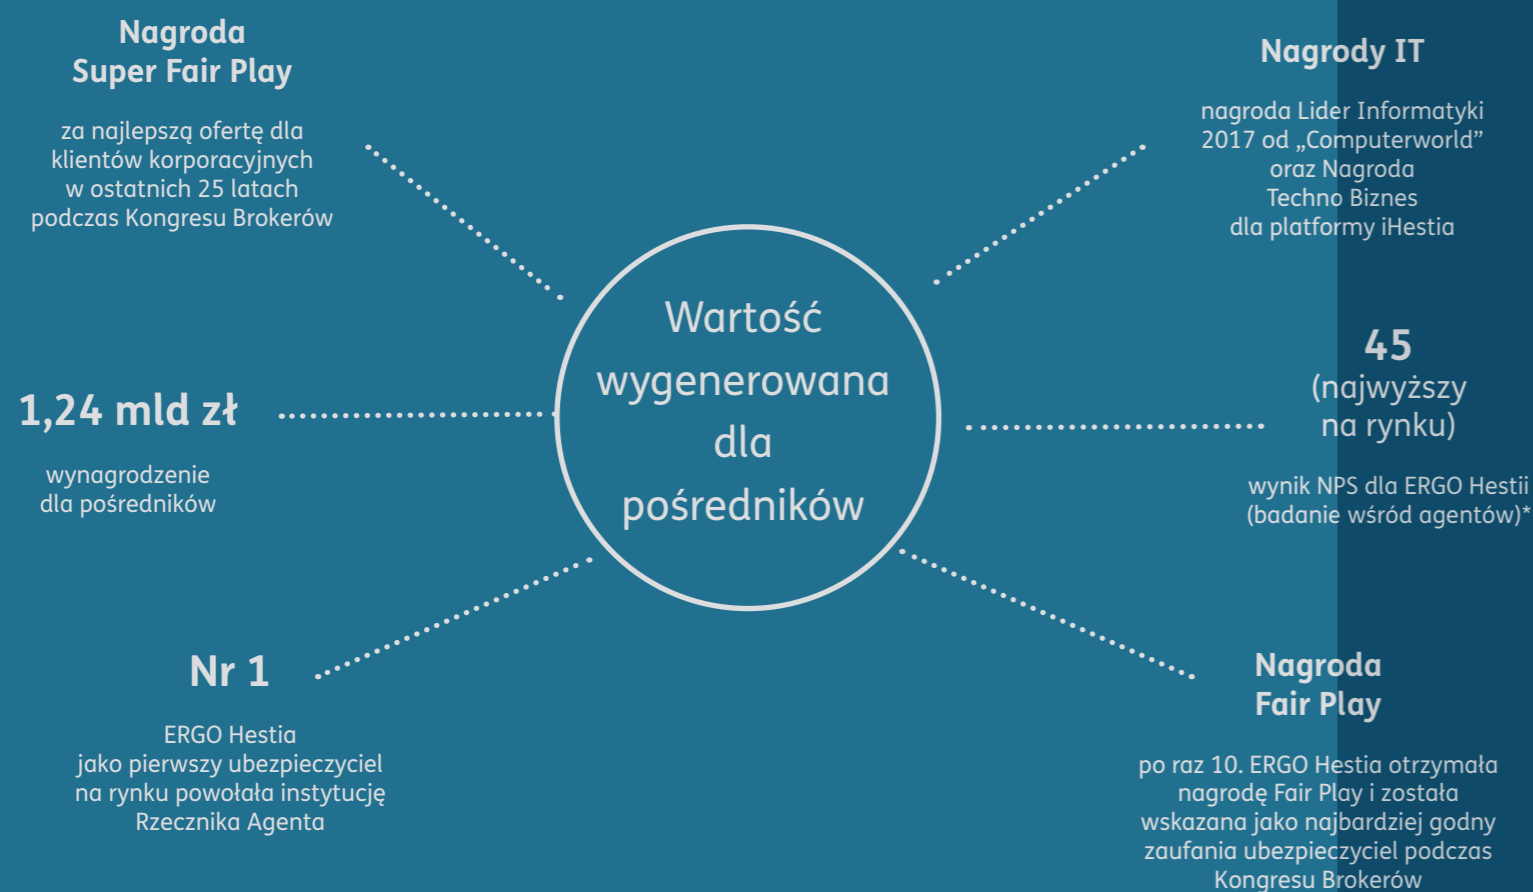 Nagroda
Super Fair Play
za najlepszą ofertę dla
klientów korporacyjnych
w ostatnich 25 latach
podczas Kongresu Brokerów
1,24 mld zł
wynagrodzenie
dla pośredników
Nr 1
ERGO Hestia
jako pierwszy ubezpieczyciel
na rynku powołała instytucję
Rzecznika Agenta
Wartość
wygenerowana
dla
pośredników
Nagrody IT
nagroda Lider Informatyki
2017 od „Computerworld”
oraz Nagroda
Techno Biznes
dla platformy iHestia
45
(najwyższy
na rynku)
wynik NPS dla ERGO Hestii
(badanie wśród agentów)*
Nagroda
Fair Play
po raz 10. ERGO Hestia otrzymała
nagrodę Fair Play i została
wskazana jako najbardziej godny
zaufania ubezpieczyciel podczas
Kongresu Brokerów